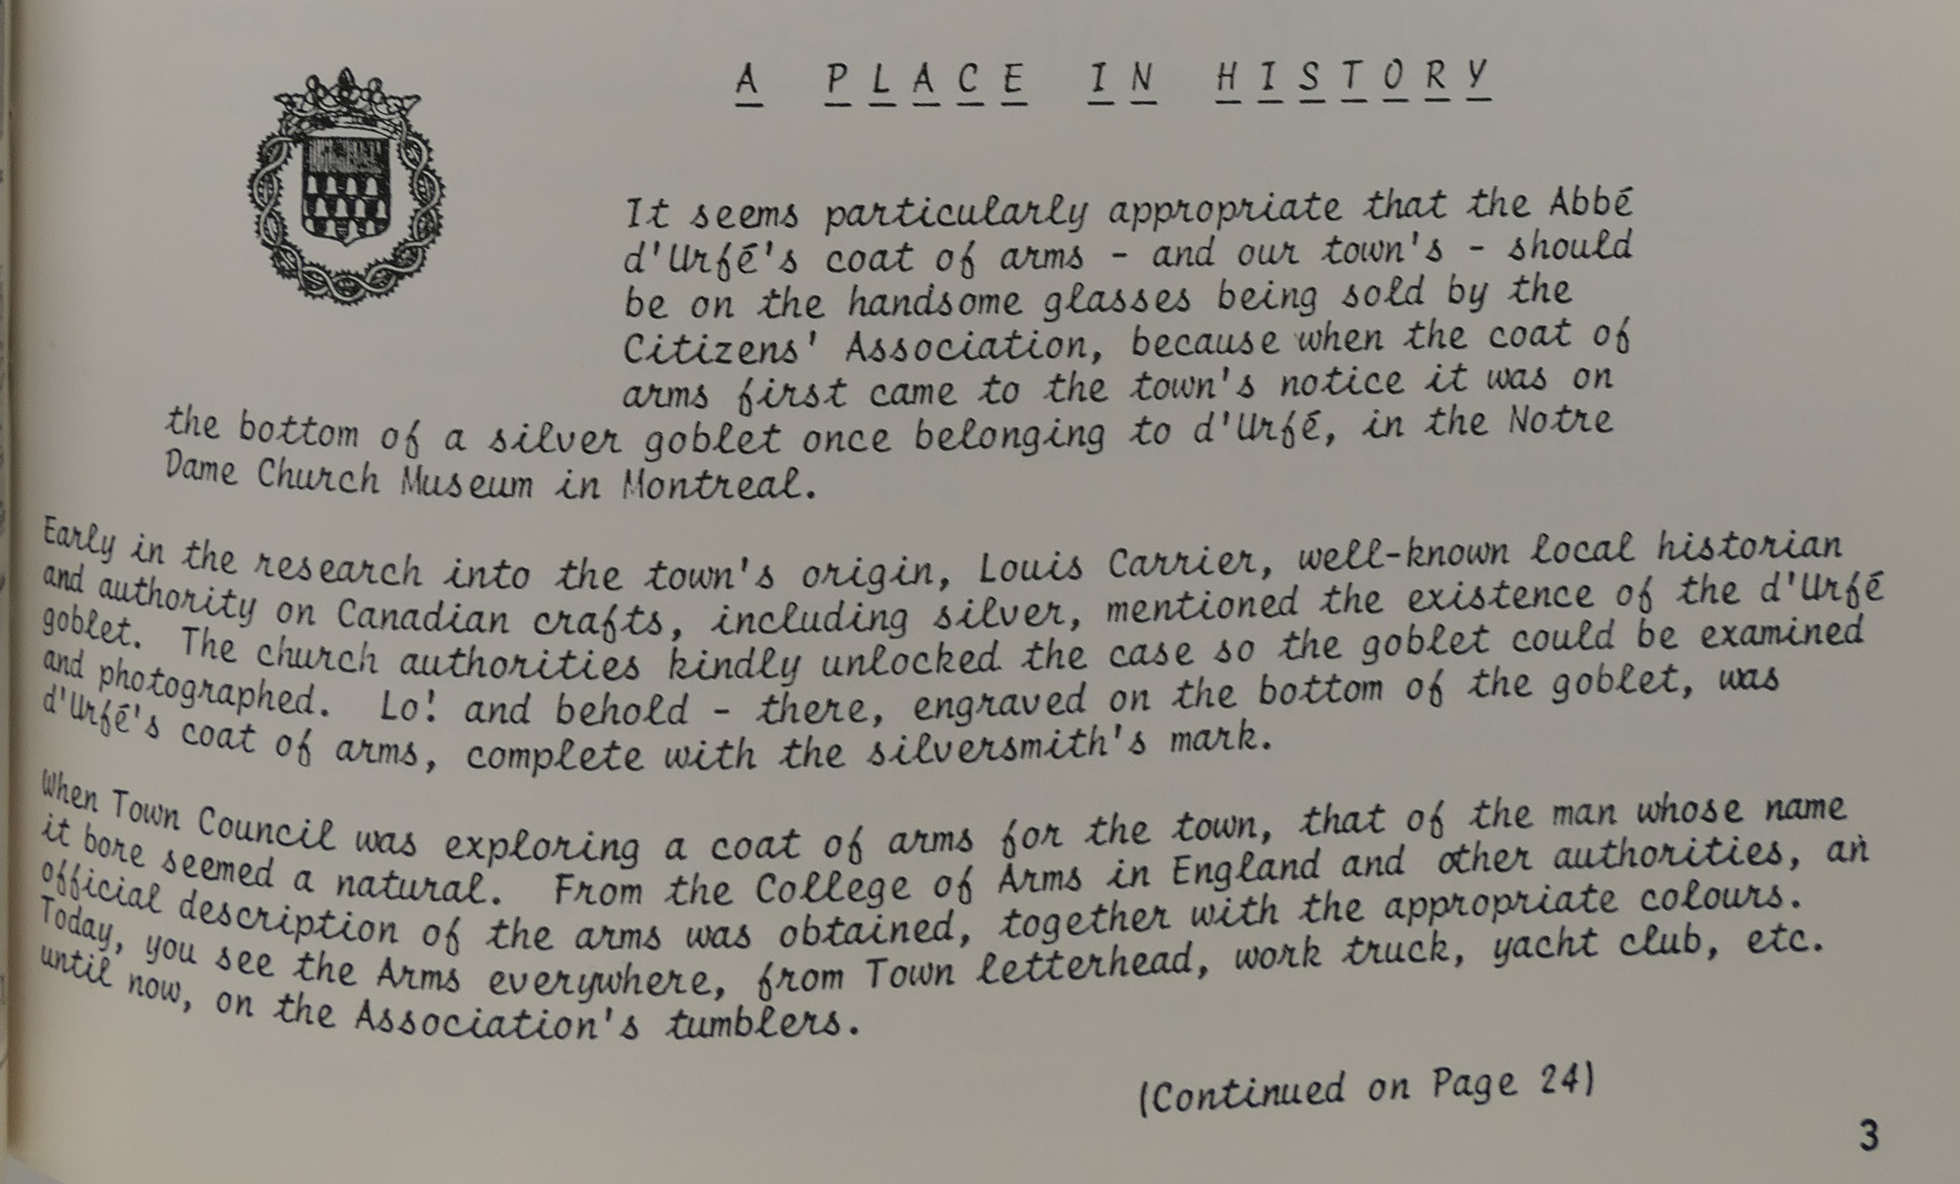 A PLACE IN HISTORY
It seems particularly appropriate that the Abbé
d'Urfé's coat of arms - and our town's - should
be on the handsome glasses being sold by the
Citizens' Association, because when the coat of
arms first came to the town's notice it was on
the bottom of a silver goblet once belonging to d'Urfé, in the Notre
Dame Church Museum in Montreal.
Early in the research into the town's origin, Louis Carrier, well-known local historian
and authority on Canadian crafts, including silver, mentioned the existence of the d'Urfé
goblet. The church authorities kindly unlocked the case so the goblet could be examined
and photographed. Lo! and behold - there, engraved on the bottom of the goblet, was
d'Urfé's coat of arms, complete with the silversmith's mark.
When Town Council was exploring a coat of arms for the town, that of the man whose name
it bore seemed a natural. From the College of Arms in England and other authorities, an
official description of the arms was obtained, together with the appropriate colours.
Today, you see the Arms everywhere, from Town letterhead, work truck, yacht club, etc.
until now, on the Association's tumblers.
(Continued on Page 24)
3